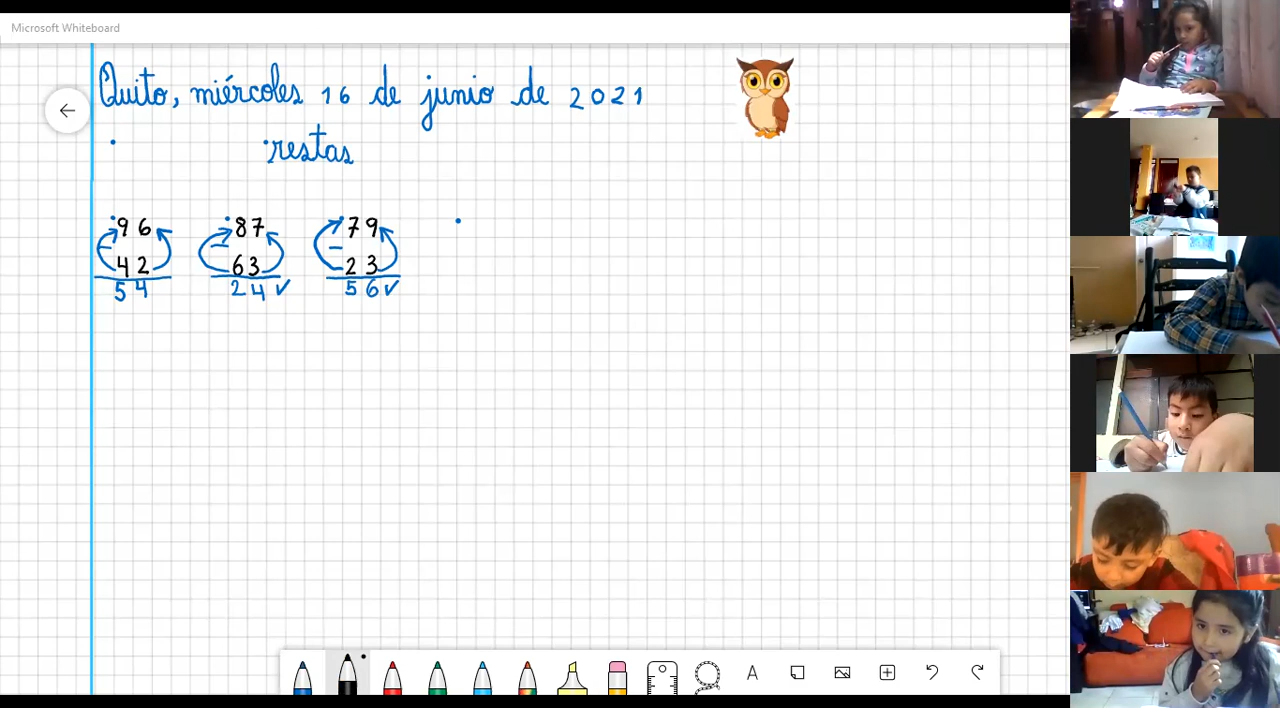 Microsoft Whiteboard
Quito, miércoles 16 de junio de 2021
restas
96 87 79
- - -
42 63 23
54 24✓ 56✓
A